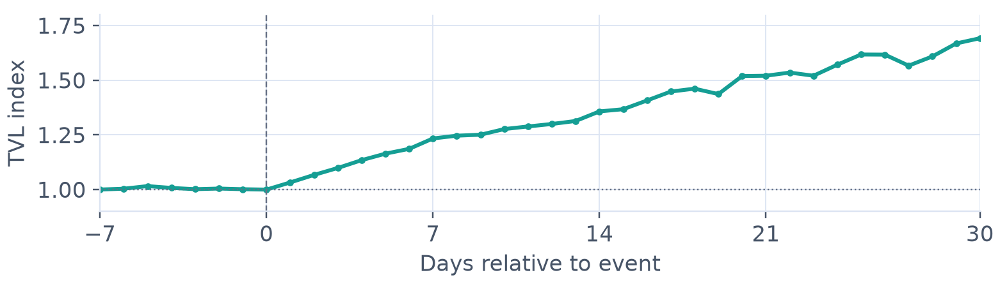 1.75
1.50
1.25
1.00
TVL index
−7 0 7 14 21 30
Days relative to event